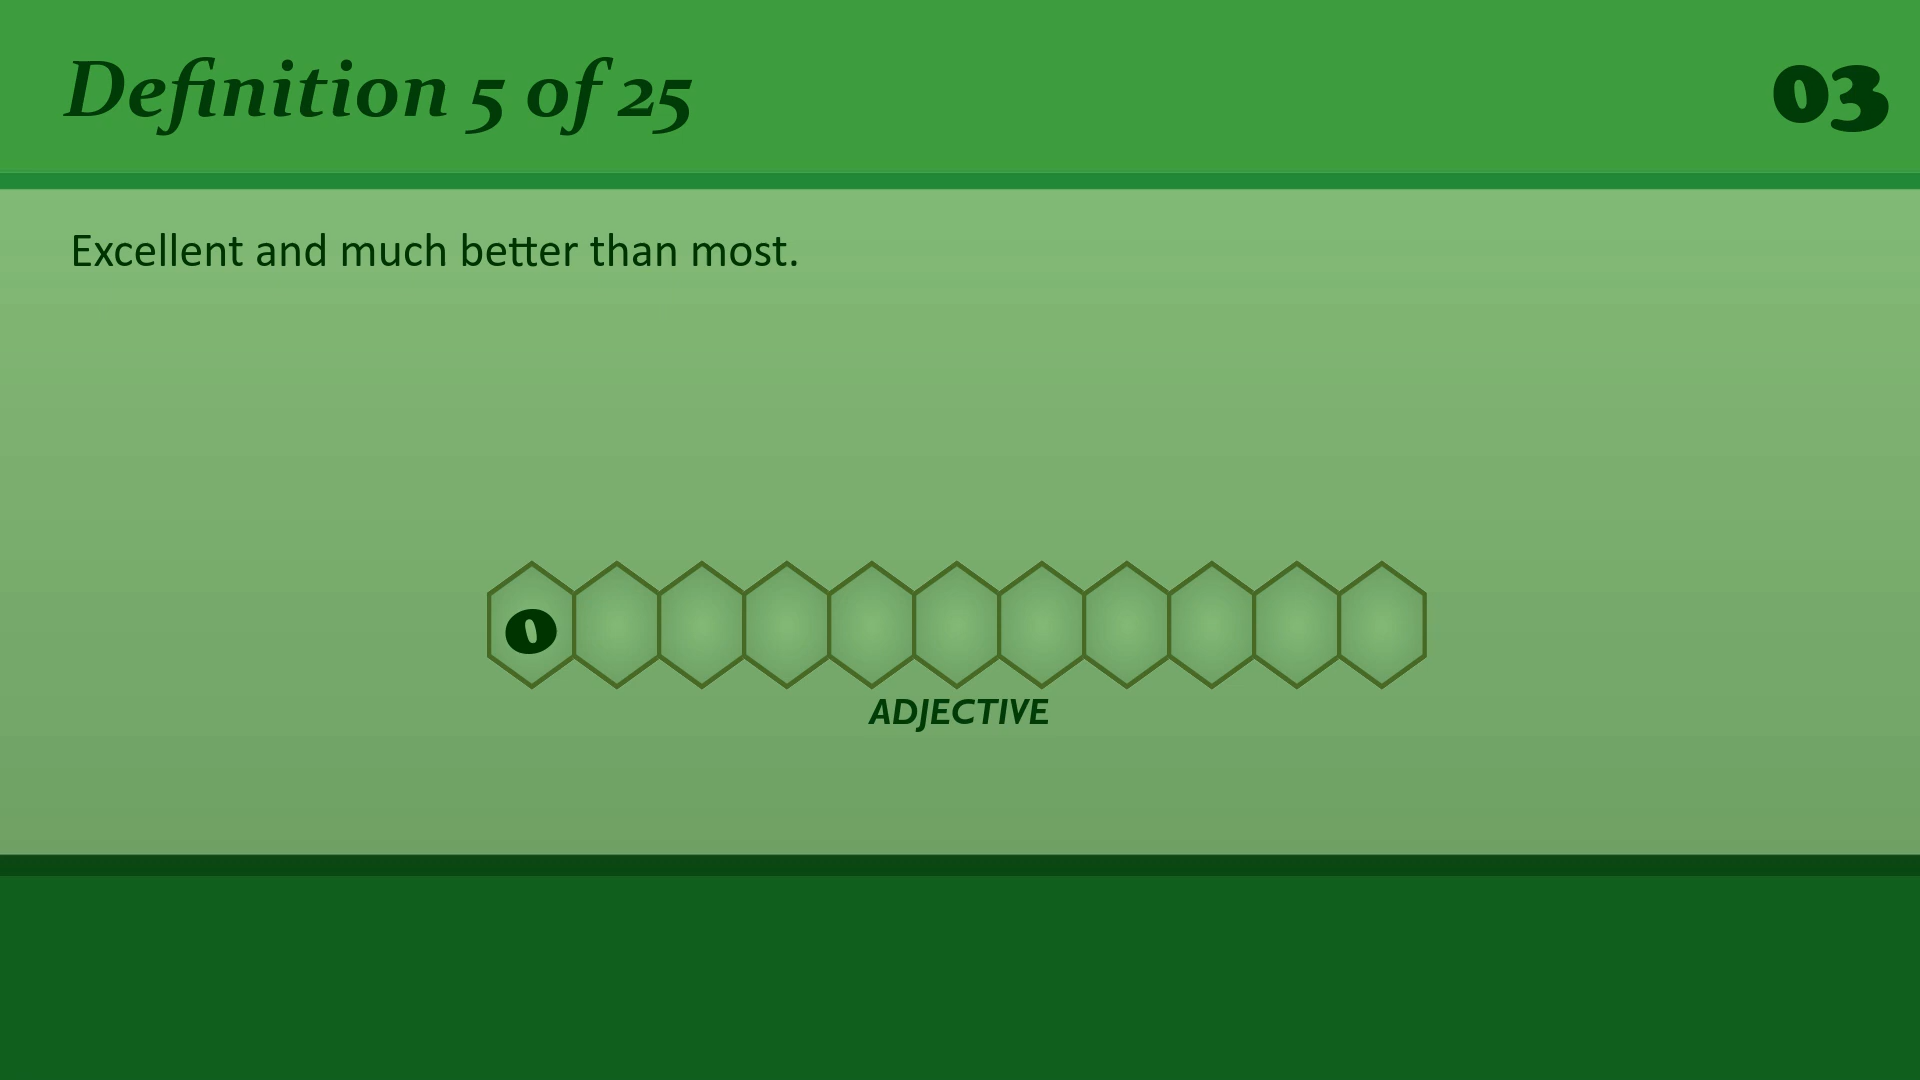 Definition 5 of 25
03
Excellent and much better than most.
O
ADJECTIVE